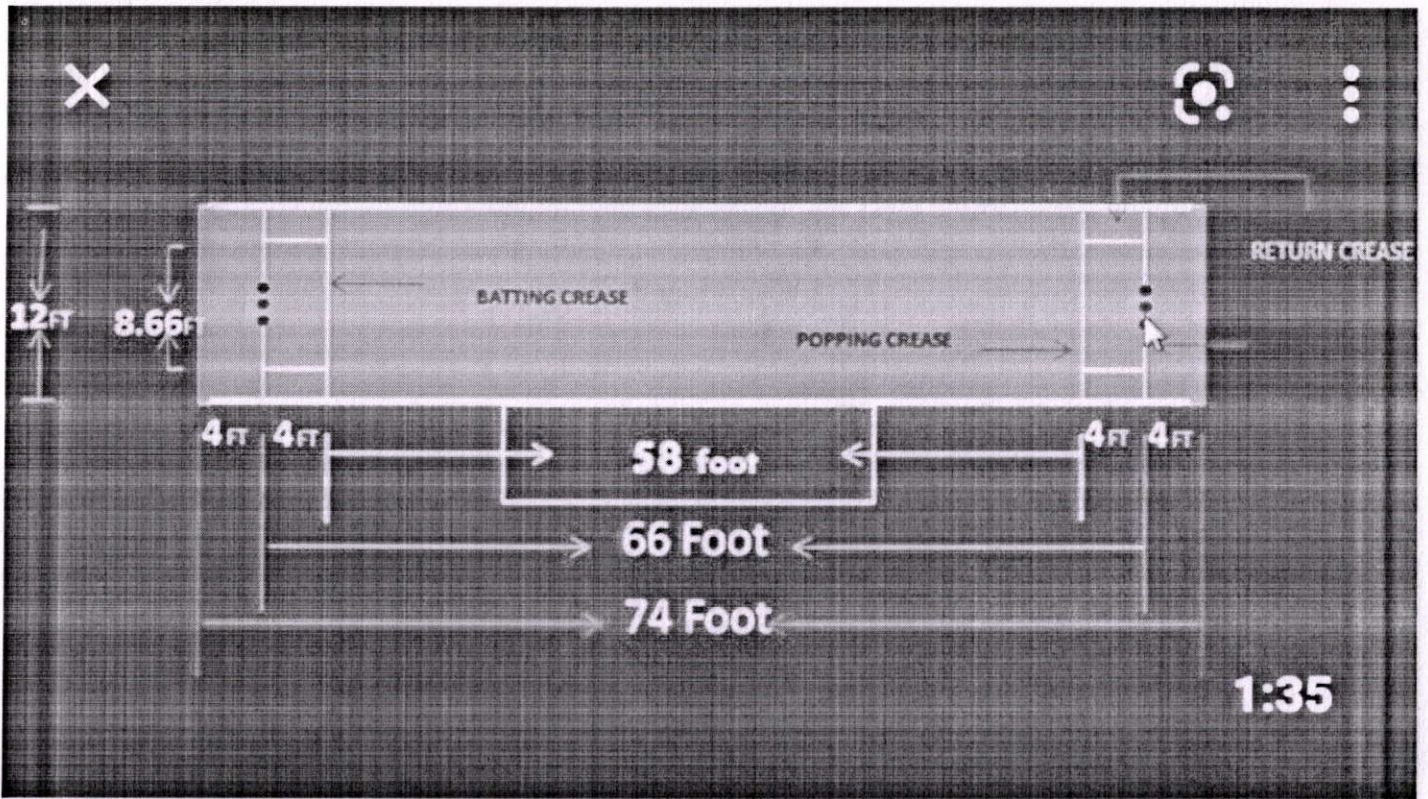 RETURN CREASE
BATTING CREASE
12FT
8.66F
POPPING CREASE
4FT 4FT
4FT 4FT
58 foot
66 Foot
74 Foot
1:35